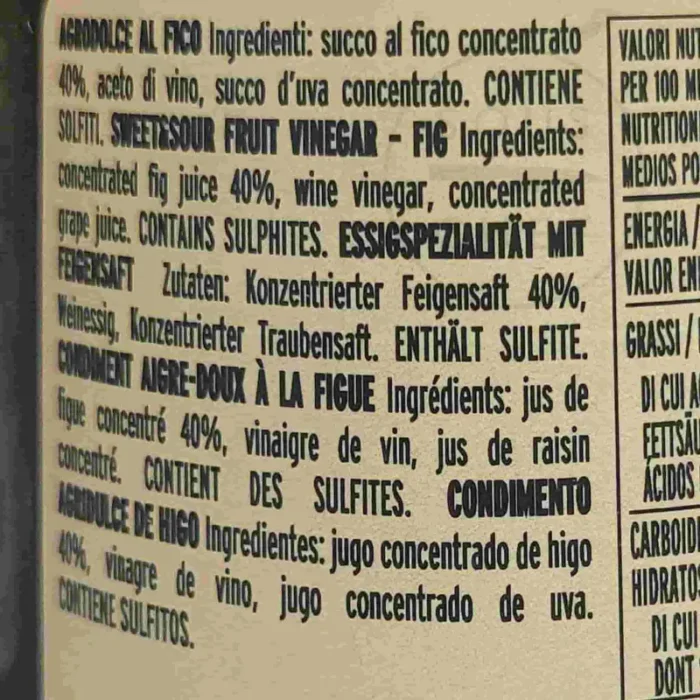 AGRODOLCE AL FICO Ingredienti: succo al fico concentrato
40%, aceto di vino, succo d'uva concentrato. CONTIENE
SOLFITI. SWEET&SOUR FRUIT VINEGAR - FIG Ingredients:
concentrated fig juice 40%, wine vinegar, concentrated
grape juice. CONTAINS SULPHITES. ESSIGSPEZIALITÄT MIT
FEIGENSAFT Zutaten: Konzentrierter Feigensaft 40%,
Weinessig, Konzentrierter Traubensaft. ENTHÄLT SULFITE.
CONDIMENT AIGRE-DOUX À LA FIGUE Ingrédients: jus de
figue concentré 40%, vinaigre de vin, jus de raisin
concentré. CONTIENT DES SULFITES. CONDIMENTO
AGRIDULCE DE HIGO Ingredientes: jugo concentrado de higo
40%, vinagre de vino, jugo concentrado de uva.
CONTIENE SULFITOS.
VALORI NUT
PER 100 M
NUTRITION
MEDIOS PO
ENERGIA /
VALOR EN
GRASSI /
DI CUI A
FETTSÄU
ÁCIDOS
CARBOID
HIDRATOS
DI CUI
DONT